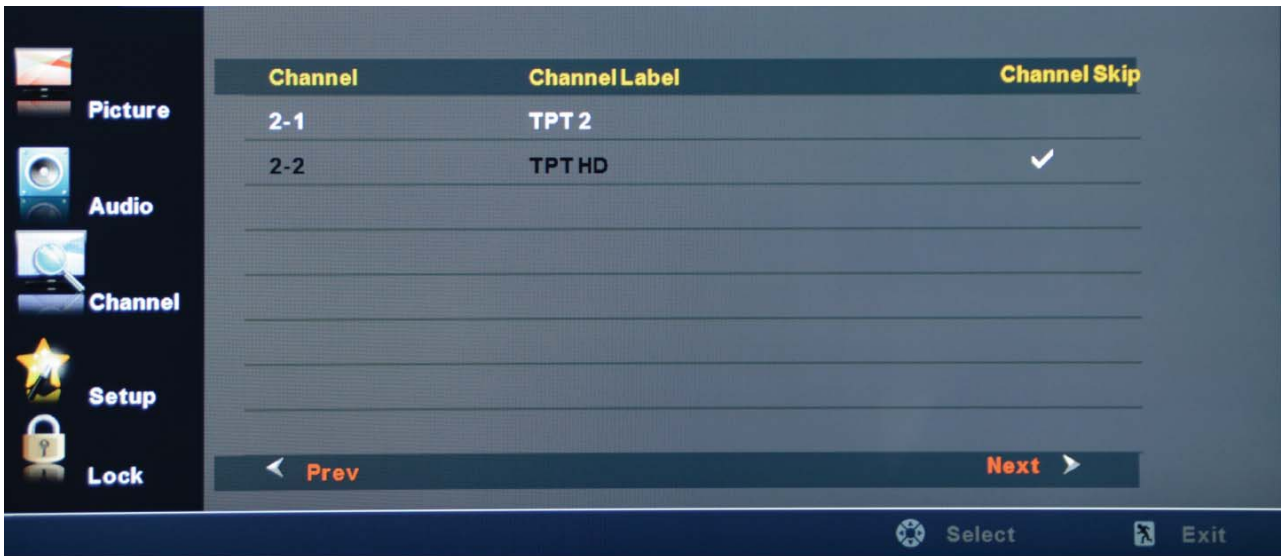 Picture
Audio
Channel
Setup
Lock
Channel Channel Label Channel Skip
2-1 TPT 2
2-2 TPT HD
Prev Next
Select Exit